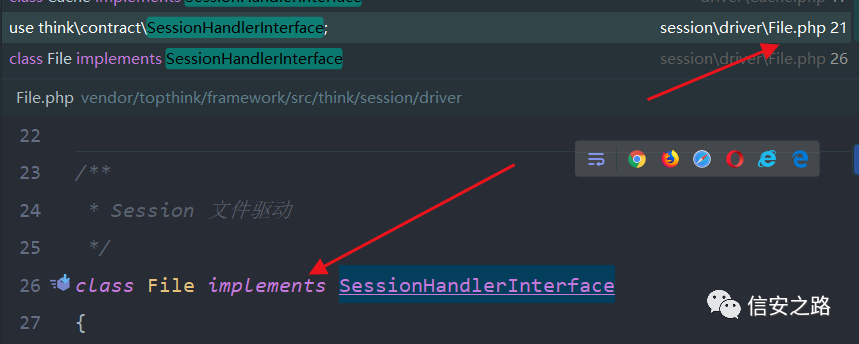 class Cache implements SessionHandlerInterface driver\Cache.php 17
use think\contract\SessionHandlerInterface; session\driver\File.php 21
class File implements SessionHandlerInterface session\driver\File.php 26
File.php vendor/topthink/framework/src/think/session/driver
22
23 /**
24 * Session 文件驱动
25 */
26 class File implements SessionHandlerInterface
27 {
信安之路